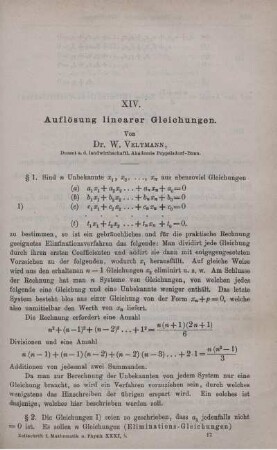 XIV.
Auflösung linearer Gleichungen.
Von
Dr. W. Veltmann,
Docent a. d. landwirthschaftl. Akademie Poppelsdorf-Bonn.
§ 1. Sind n Unbekannte x₁, x₂, ..., xₙ aus ebensoviel Gleichungen
(a) a₁x₁ + a₂x₂ ... + aₙxₙ + a₀ = 0
(b) b₁x₁ + b₂x₂ ... + bₙxₙ + b₀ = 0
I) (c) c₁x₁ + c₂x₂ ... + cₙxₙ + c₀ = 0
. . . . . . . . . .
(t) t₁x₁ + t₂x₂ ... + tₙxₙ + t₀ = 0,
zu bestimmen, so ist ein gebräuchliches und für die praktische Rechnung
geeignetes Eliminationsverfahren das folgende: Man dividirt jede Gleichung
durch ihren ersten Coefficienten und addirt sie dann mit entgegengesetzten
Vorzeichen zu der folgenden, wodurch x₁ herausfällt. Auf gleiche Weise
wird aus den erhaltenen n−1 Gleichungen x₂ eliminirt u. s. w. Am Schlusse
der Rechnung hat man n Systeme von Gleichungen, von welchen jedes
folgende eine Gleichung und eine Unbekannte weniger enthält. Das letzte
System besteht blos aus einer Gleichung von der Form xₙ + p = 0, welche
also unmittelbar den Werth von xₙ liefert.
Die Rechnung erfordert eine Anzahl
n² + (n−1)² + (n−2)² ... + 1² = n(n+1)(2n+1)/6
Divisionen und eine Anzahl
n(n−1) + (n−1)(n−2) + (n−2)(n−3) ... + 2·1 = n(n²−1)/3
Additionen von jedesmal zwei Summanden.
Da man zur Berechnung der Unbekannten von jedem System nur eine
Gleichung braucht, so wird ein Verfahren vorzuziehen sein, durch welches
wenigstens das Einschreiben der übrigen erspart wird. Es möge daher
ein solches, welches hier beschrieben werden soll.
§ 2. Die Gleichungen I) seien so geschrieben, dass a₁ jedenfalls nicht
= 0 ist. Es sollen n Gleichungen (Eliminations-Gleichungen)
Zeitschrift f. Mathematik u. Physik XXXI, 5. 17